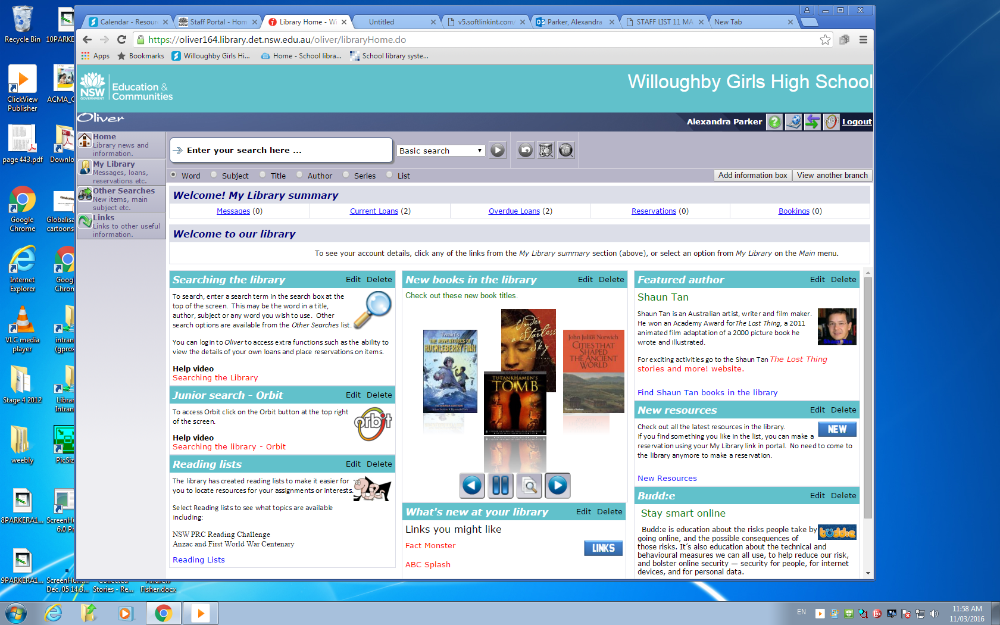 Recycle Bin
10PARKE
ClickView
Publisher
ACMA_C
page 443.pdf
Downlo
Google
Chrome
Globalisa
cartoons
Internet
Explorer
Goog
Chron
VLC media
player
intran
(gprox
Stage 4 2012
Librar
Intran
weebly
PicSiz
8PARKERA1...
ScreenHu
6.0 Pr
9PARKERA1...
ScreenHunt...
Dec. 05 14.3...
Collected
Stories - Re...
Andrew
Fisher.docx
Calendar - Resour
Staff Portal - Hom
Library Home - Wi
Untitled
v5.softlinkint.com/
Parker, Alexandra
STAFF LIST 11 MA
New Tab
https://oliver164.library.det.nsw.edu.au/oliver/libraryHome.do
Apps
Bookmarks
Willoughby Girls Hi...
Home - School libra...
School library syste...
NSW
GOVERNMENT
Education &
Communities
Willoughby Girls High School
Oliver
Alexandra Parker
orbit
Logout
Home
Library news and
information.
My Library
Messages, loans,
reservations etc.
Other Searches
New items, main
subject etc.
Links
Links to other useful
information.
Enter your search here ...
Basic search
Word Subject Title Author Series List
Add information box View another branch
Welcome! My Library summary
Messages (0) Current Loans (2) Overdue Loans (2) Reservations (0) Bookings (0)
Welcome to our library
To see your account details, click any of the links from the My Library summary section (above), or select an option from My Library on the Main menu.
Searching the library Edit Delete
To search, enter a search term in the search box at the
top of the screen. This may be the word in a title,
author, subject or any word you wish to use. Other
search options are available from the Other Searches list.
You can login to Oliver to access extra functions such as the ability to
view the details of your own loans and place reservations on items.
Help video
Searching the Library
Junior search - Orbit Edit Delete
To access Orbit click on the Orbit button at the top right
of the screen.
orbit
Help video
Searching the library - Orbit
Reading lists Edit Delete
The library has created reading lists to make it easier for
you to locate resources for your assignments or interests.
Select Reading lists to see what topics are available
including:
NSW PRC Reading Challenge
Anzac and First World War Centenary
Reading Lists
New books in the library Edit Delete
Check out these new book titles.
Twain's
THE ADVENTURES OF
HUCKLEBERRY FINN
Under a
Starless
Sky
TUTANKHAMEN'S
TOMB
John Julius Norwich
CITIES THAT
SHAPED
THE ANCIENT
WORLD
What's new at your library Edit Delete
Links you might like
Fact Monster
LINKS
ABC Splash
Featured author Edit Delete
Shaun Tan
Shaun Tan is an Australian artist, writer and film maker.
He won an Academy Award forThe Lost Thing, a 2011
animated film adaptation of a 2000 picture book he
wrote and illustrated.
Shaun Tan
For exciting activities go to the Shaun Tan The Lost Thing
stories and more! website.
Find Shaun Tan books in the library
New resources Edit Delete
Check out all the latest resources in the library.
NEW
If you find something you like in the list, you can make a
reservation using your My Library link in portal. No need to come to
the library anymore to make a reservation.
New Resources
Budd:e Edit Delete
Stay smart online
Budd:e is education about the risks people take by
büdd:e
going online, and the possible consequences of
those risks. It's also education about the technical and
behavioural measures we can all use, to help reduce our risk,
and bolster online security — security for people, for internet
devices, and for personal data.
EN
11:58 AM
11/03/2016